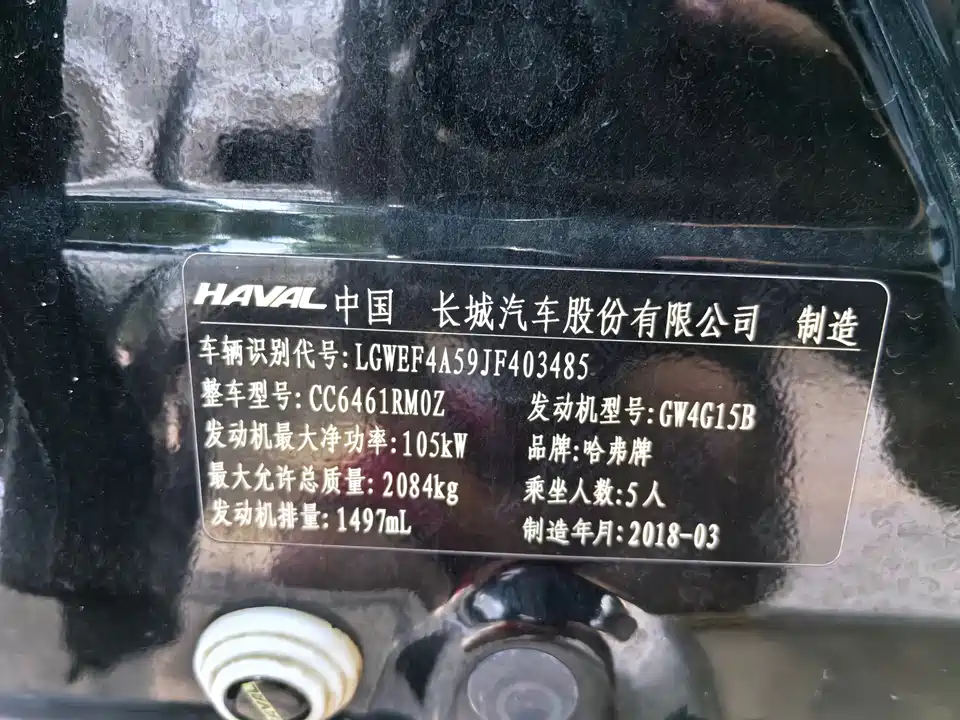 HAVAL 中国 长城汽车股份有限公司 制造
车辆识别代号:LGWEF4A59JF403485
整车型号:CC6461RM0Z 发动机型号:GW4G15B
发动机最大净功率:105kW 品牌:哈弗牌
最大允许总质量:2084kg 乘坐人数:5人
发动机排量:1497mL 制造年月:2018-03